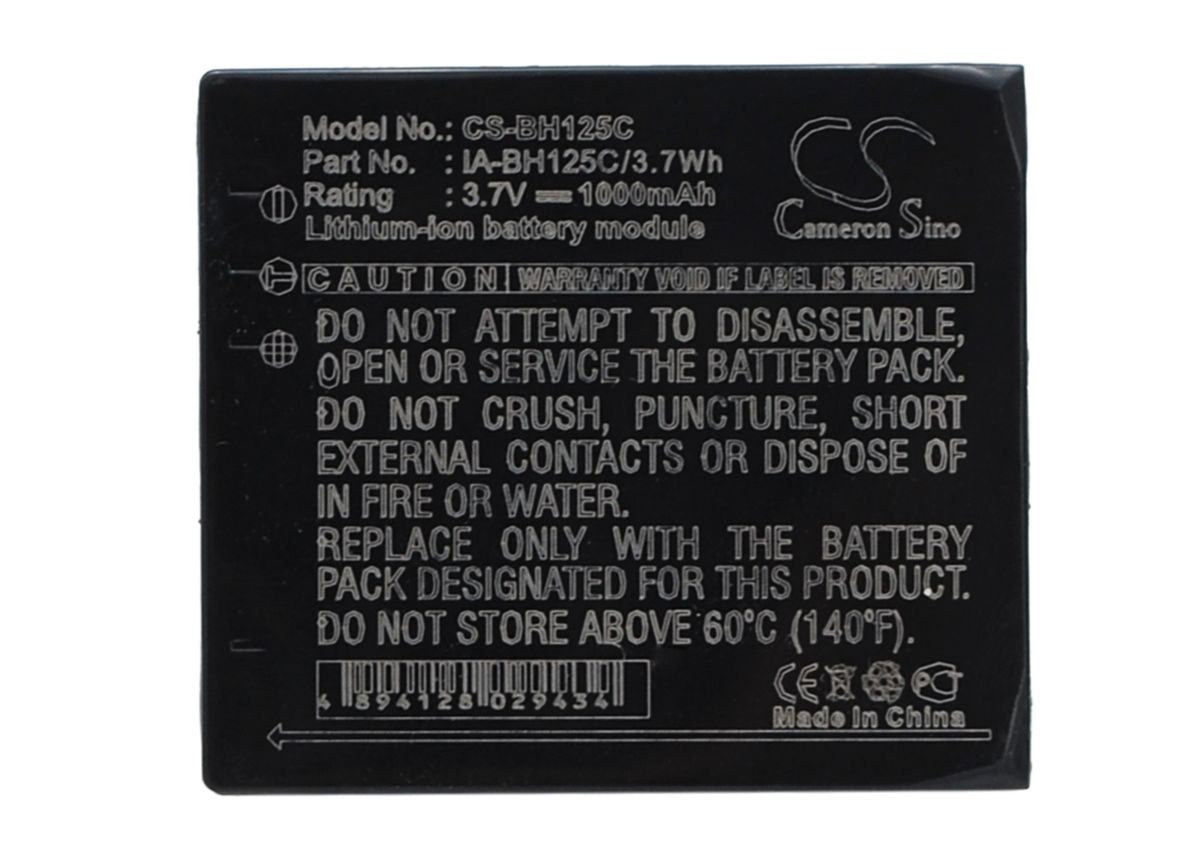 Model No.: CS-BH125C
Part No. : IA-BH125C/3.7Wh
Rating : 3.7V 1000mAh
Lithium-ion battery module
CS
Cameron Sino
CAUTION WARRANTY VOID IF LABEL IS REMOVED
DO NOT ATTEMPT TO DISASSEMBLE,
OPEN OR SERVICE THE BATTERY PACK.
DO NOT CRUSH, PUNCTURE, SHORT
EXTERNAL CONTACTS OR DISPOSE OF
IN FIRE OR WATER.
REPLACE ONLY WITH THE BATTERY
PACK DESIGNATED FOR THIS PRODUCT.
DO NOT STORE ABOVE 60°C (140°F).
4 894128 029434
CE
Made In China